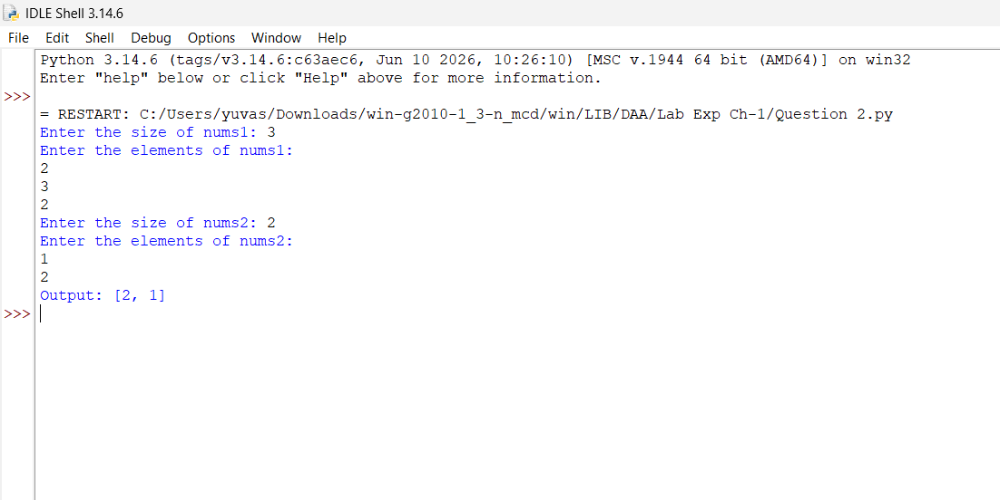 IDLE Shell 3.14.6
File Edit Shell Debug Options Window Help
Python 3.14.6 (tags/v3.14.6:c63aec6, Jun 10 2026, 10:26:10) [MSC v.1944 64 bit (AMD64)] on win32
Enter "help" below or click "Help" above for more information.
>>>
= RESTART: C:/Users/yuvas/Downloads/win-g2010-1_3-n_mcd/win/LIB/DAA/Lab Exp Ch-1/Question 2.py
Enter the size of nums1: 3
Enter the elements of nums1:
2
3
2
Enter the size of nums2: 2
Enter the elements of nums2:
1
2
Output: [2, 1]
>>>